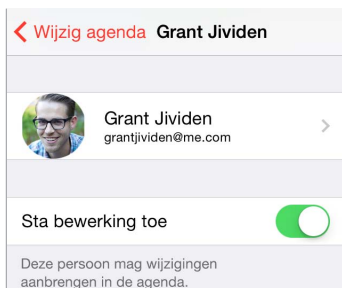 Wijzig agenda Grant Jividen
Grant Jividen
grantjividen@me.com
Sta bewerking toe
Deze persoon mag wijzigingen
aanbrengen in de agenda.